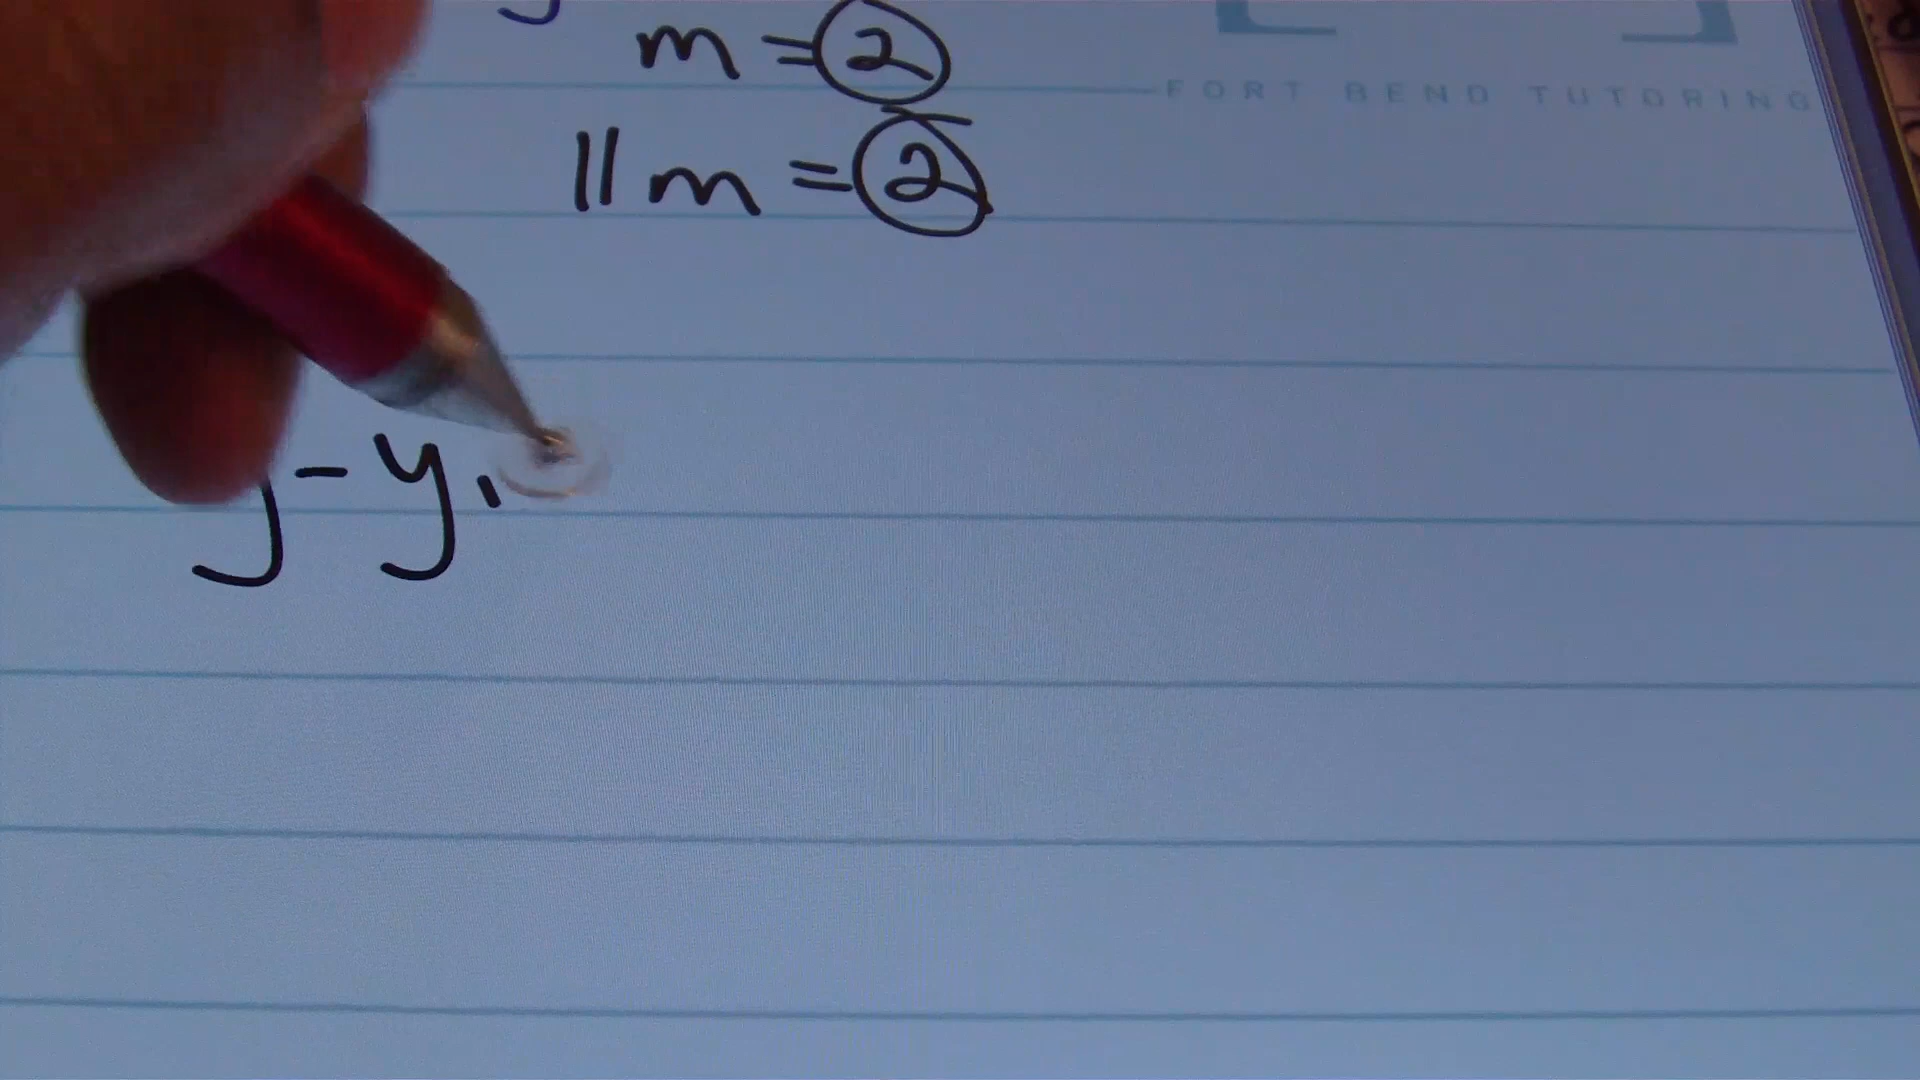 m = 2
FORT BEND TUTORING
|| m = 2
y - y₁